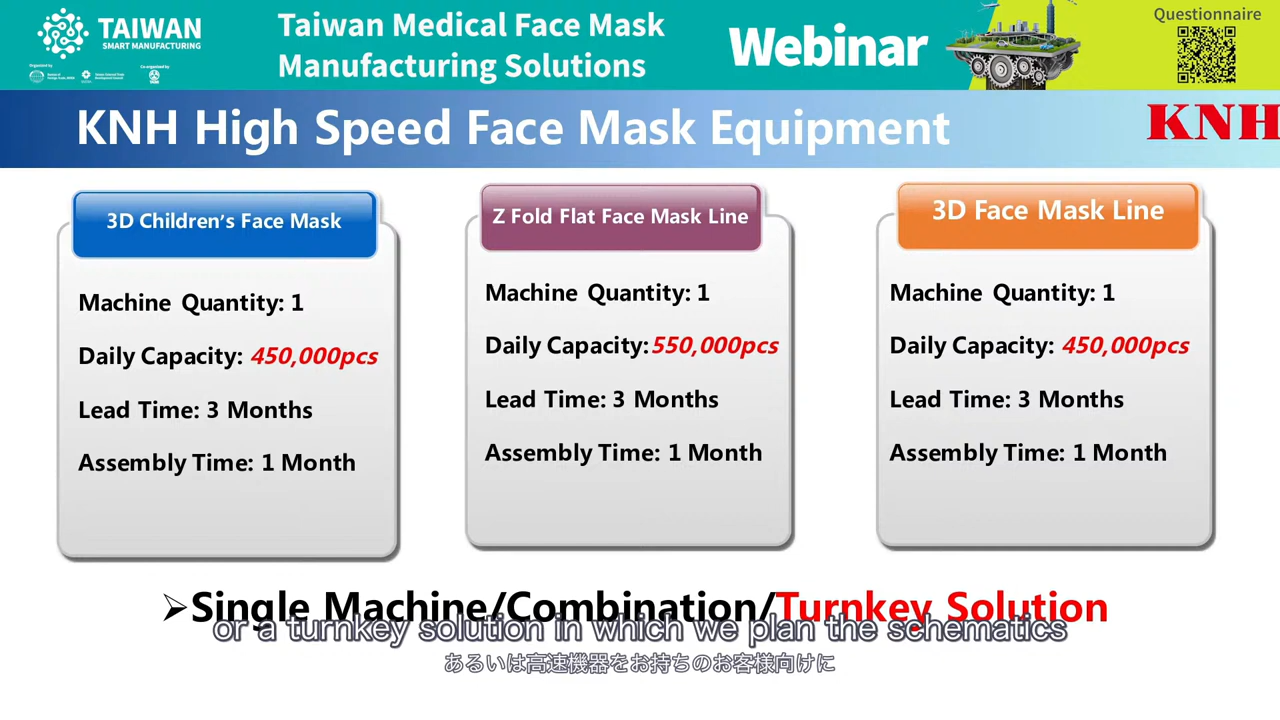 TAIWAN
SMART MANUFACTURING
Organized by
Co-organized by
Taiwan Medical Face Mask
Manufacturing Solutions
Webinar
Questionnaire
KNH High Speed Face Mask Equipment
KNH
3D Children's Face Mask
Machine Quantity: 1
Daily Capacity: 450,000pcs
Lead Time: 3 Months
Assembly Time: 1 Month
Z Fold Flat Face Mask Line
Machine Quantity: 1
Daily Capacity:550,000pcs
Lead Time: 3 Months
Assembly Time: 1 Month
3D Face Mask Line
Machine Quantity: 1
Daily Capacity: 450,000pcs
Lead Time: 3 Months
Assembly Time: 1 Month
➢Single Machine/Combination/Turnkey Solution
or a turnkey solution in which we plan the schematics
あるいは高速機器をお持ちのお客様向けに